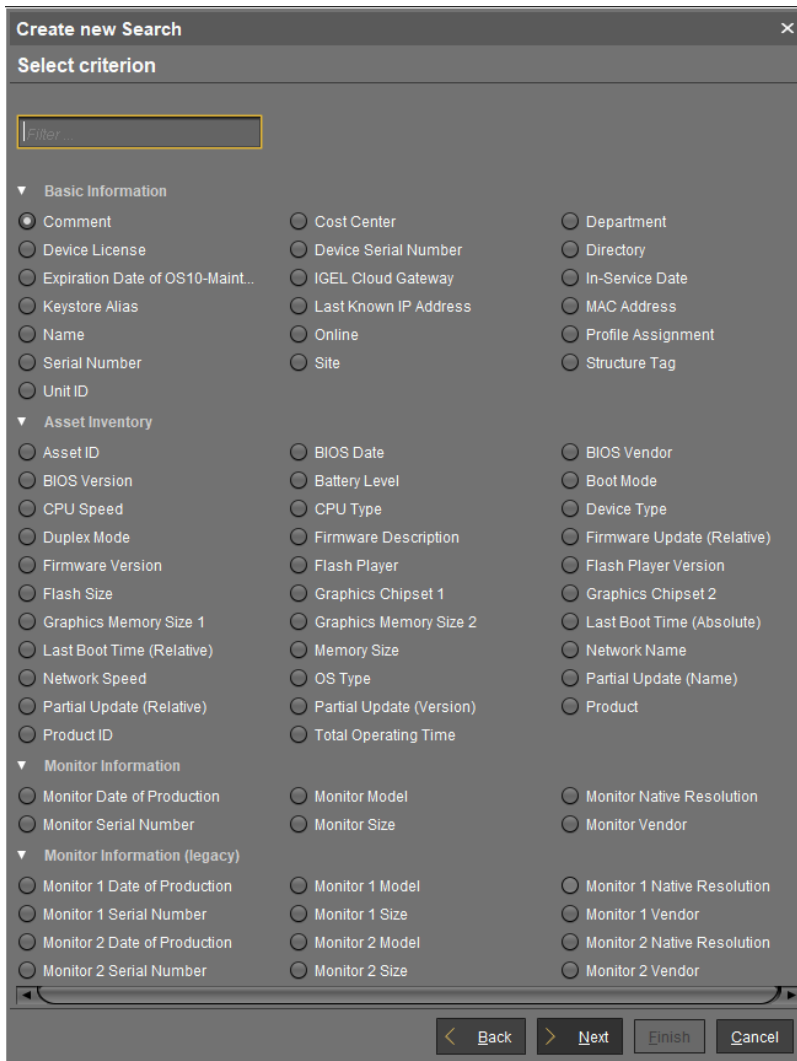 Create new Search
Select criterion
Filter ...
Basic Information
Comment Cost Center Department
Device License Device Serial Number Directory
Expiration Date of OS10-Maint... IGEL Cloud Gateway In-Service Date
Keystore Alias Last Known IP Address MAC Address
Name Online Profile Assignment
Serial Number Site Structure Tag
Unit ID
Asset Inventory
Asset ID BIOS Date BIOS Vendor
BIOS Version Battery Level Boot Mode
CPU Speed CPU Type Device Type
Duplex Mode Firmware Description Firmware Update (Relative)
Firmware Version Flash Player Flash Player Version
Flash Size Graphics Chipset 1 Graphics Chipset 2
Graphics Memory Size 1 Graphics Memory Size 2 Last Boot Time (Absolute)
Last Boot Time (Relative) Memory Size Network Name
Network Speed OS Type Partial Update (Name)
Partial Update (Relative) Partial Update (Version) Product
Product ID Total Operating Time
Monitor Information
Monitor Date of Production Monitor Model Monitor Native Resolution
Monitor Serial Number Monitor Size Monitor Vendor
Monitor Information (legacy)
Monitor 1 Date of Production Monitor 1 Model Monitor 1 Native Resolution
Monitor 1 Serial Number Monitor 1 Size Monitor 1 Vendor
Monitor 2 Date of Production Monitor 2 Model Monitor 2 Native Resolution
Monitor 2 Serial Number Monitor 2 Size Monitor 2 Vendor
Back Next Finish Cancel